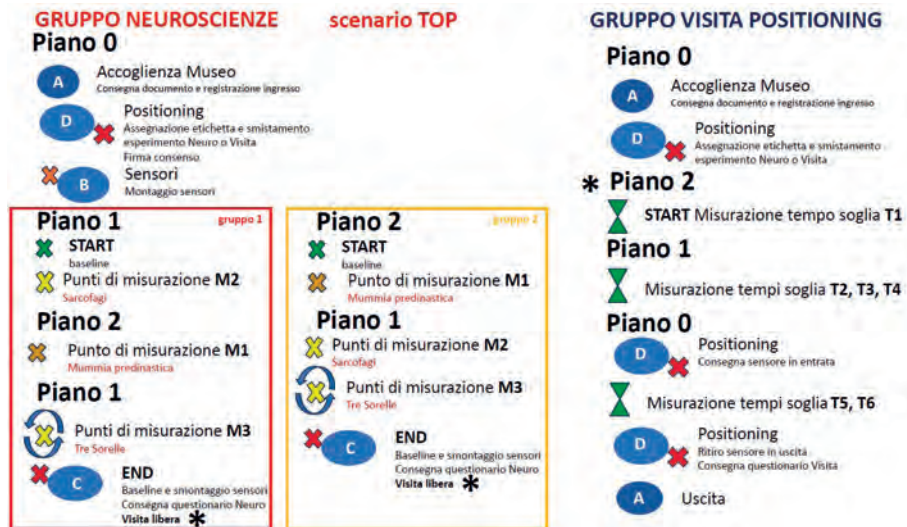 GRUPPO NEUROSCIENZE
Piano 0
A
Accoglienza Museo
Consegna documento e registrazione ingresso
D
Positioning
Assegnazione etichetta e smistamento
esperimento Neuro o Visita
Firma consenso
B
Sensori
Montaggio sensori
Piano 1
gruppo 1
START
baseline
Punti di misurazione M2
Sarcofagi
Piano 2
Punto di misurazione M1
Mummia predinastica
Piano 1
Punti di misurazione M3
Tre Sorelle
C
END
Baseline e smontaggio sensori
Consegna questionario Neuro
Visita libera *
scenario TOP
Piano 2
gruppo 2
START
baseline
Punto di misurazione M1
Mummia predinastica
Piano 1
Punti di misurazione M2
Sarcofagi
Punti di misurazione M3
Tre Sorelle
C
END
Baseline e smontaggio sensori
Consegna questionario Neuro
Visita libera *
GRUPPO VISITA POSITIONING
Piano 0
A
Accoglienza Museo
Consegna documento e registrazione ingresso
D
Positioning
Assegnazione etichetta e smistamento
esperimento Neuro o Visita
* Piano 2
START Misurazione tempo soglia T1
Piano 1
Misurazione tempi soglia T2, T3, T4
Piano 0
D
Positioning
Consegna sensore in entrata
Misurazione tempi soglia T5, T6
D
Positioning
Ritiro sensore in uscita
Consegna questionario Visita
A
Uscita